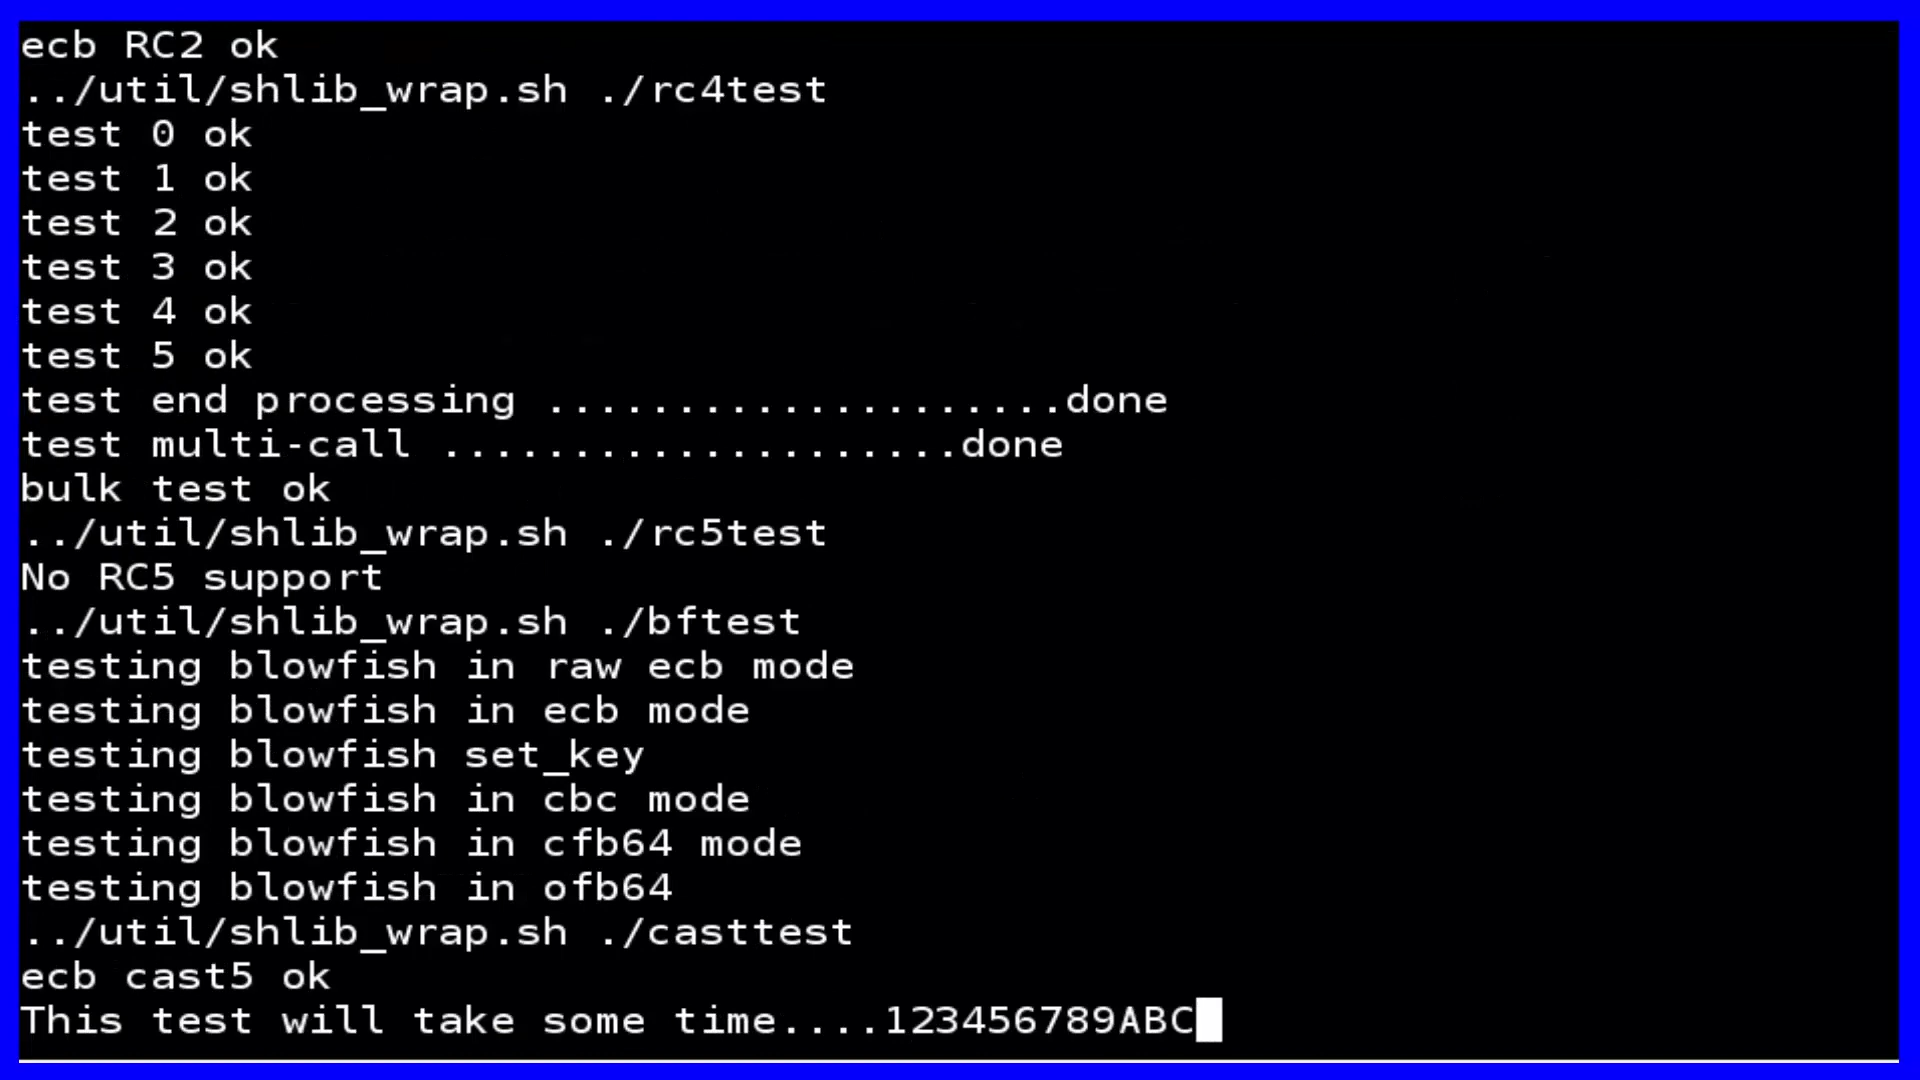 ecb RC2 ok
../util/shlib_wrap.sh ./rc4test
test 0 ok
test 1 ok
test 2 ok
test 3 ok
test 4 ok
test 5 ok
test end processing ....................done
test multi-call ....................done
bulk test ok
../util/shlib_wrap.sh ./rc5test
No RC5 support
../util/shlib_wrap.sh ./bftest
testing blowfish in raw ecb mode
testing blowfish in ecb mode
testing blowfish set_key
testing blowfish in cbc mode
testing blowfish in cfb64 mode
testing blowfish in ofb64
../util/shlib_wrap.sh ./casttest
ecb cast5 ok
This test will take some time....123456789ABC